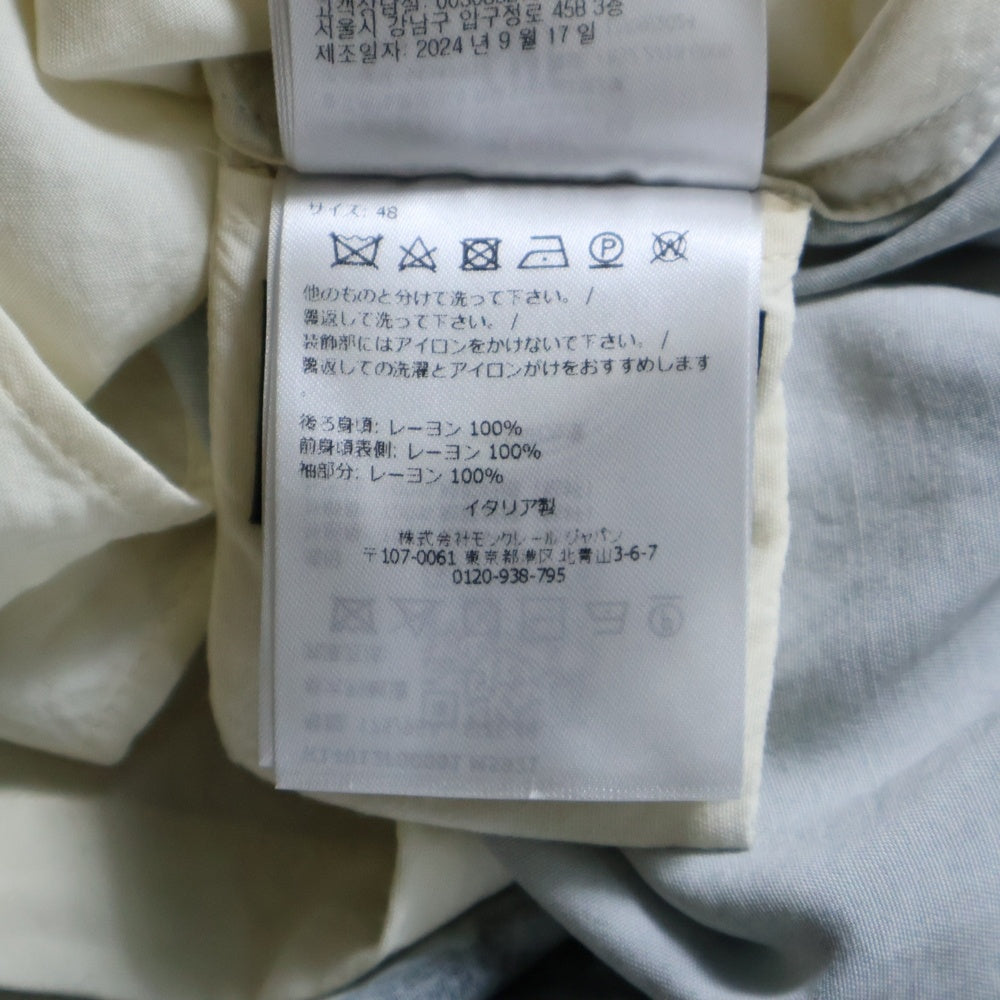 고객상담실:
서울시 강남구 압구정로 458 3층
제조일자: 2024 년 9 월 17 일
サイズ: 48
他のものと分けて洗って下さい。 /
裏返して洗って下さい。 /
装飾部にはアイロンをかけないで下さい。 /
裏返しての洗濯とアイロンがけをおすすめします
.
後ろ身頃: レーヨン 100%
前身頃表側: レーヨン 100%
袖部分: レーヨン 100%
イタリア製
株式会社モンクレール ジャパン
〒107-0061 東京都港区 北青山3-6-7
0120-938-795